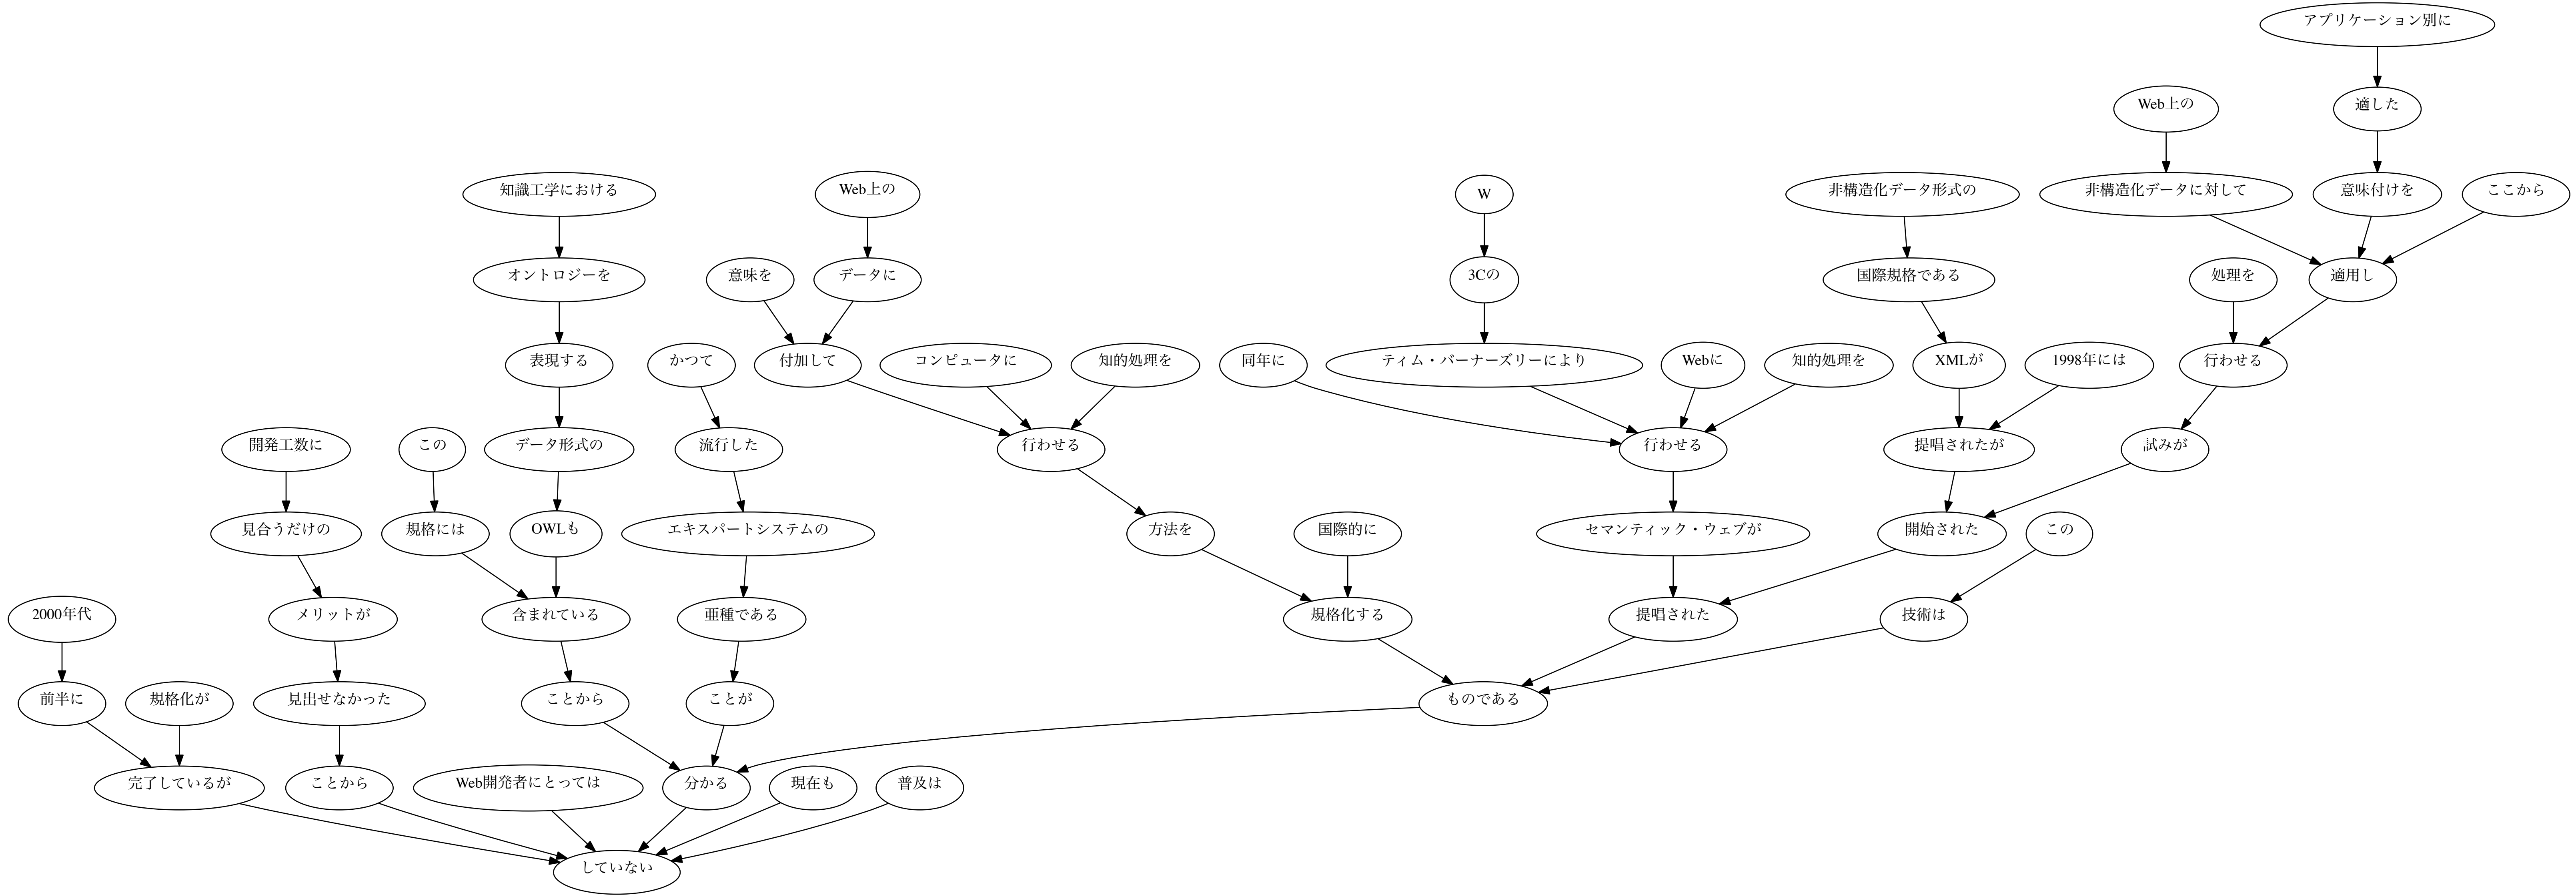 アプリケーション別に
Web上の
適した
知識工学における
Web上の
W
非構造化データ形式の
非構造化データに対して
意味付けを
ここから
オントロジーを
意味を
データに
3Cの
国際規格である
処理を
適用し
表現する
かつて
付加して
コンピュータに
知的処理を
同年に
ティム・バーナーズリーにより
Webに
知的処理を
XMLが
1998年には
行わせる
開発工数に
この
データ形式の
流行した
行わせる
行わせる
提唱されたが
試みが
見合うだけの
規格には
OWLも
エキスパートシステムの
方法を
国際的に
セマンティック・ウェブが
開始された
この
2000年代
メリットが
含まれている
亜種である
規格化する
提唱された
技術は
前半に
規格化が
見出せなかった
ことから
ことが
ものである
完了しているが
ことから
Web開発者にとっては
分かる
現在も
普及は
していない